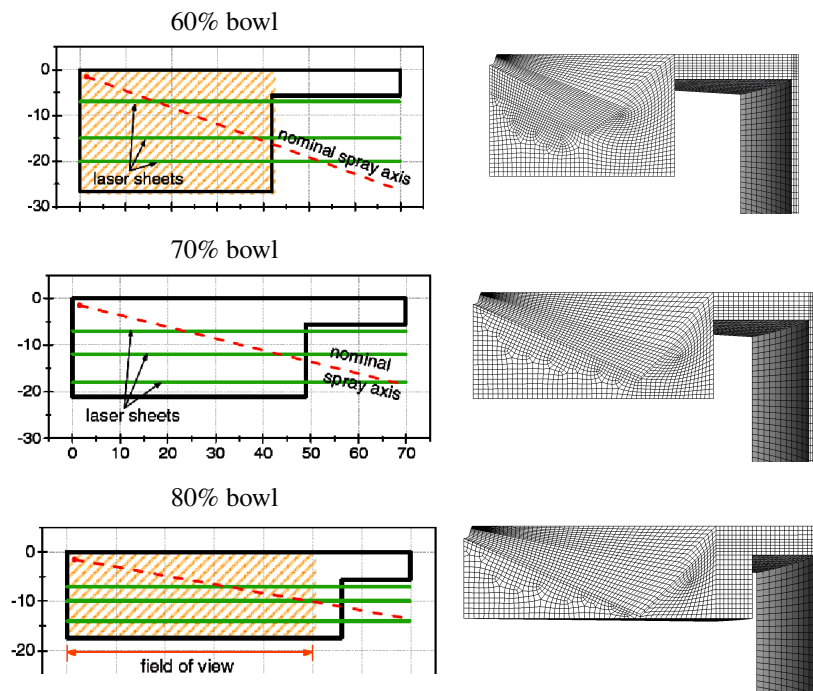 60% bowl
0
-10
-20
-30
laser sheets
nominal spray axis
70% bowl
0
-10
-20
-30
laser sheets
nominal
spray axis
0 10 20 30 40 50 60 70
80% bowl
0
-10
-20
field of view